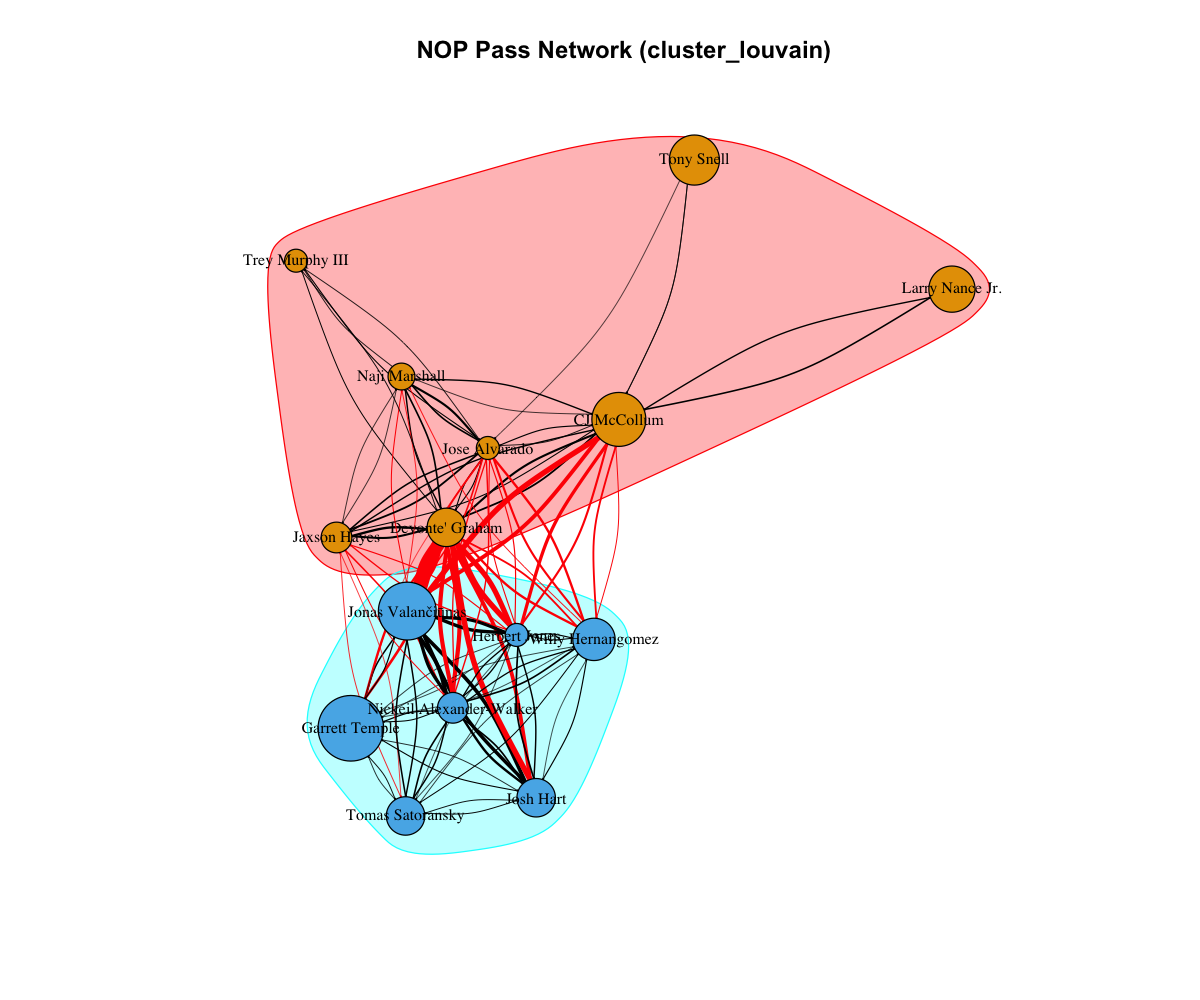 NOP Pass Network (cluster_louvain)
Tony Snell
Trey Murphy III
Larry Nance Jr.
Naji Marshall
CJ McCollum
Jose Alvarado
Devonte' Graham
Jaxson Hayes
Jonas Valančiūnas
Herbert Jones
Willy Hernangomez
Nickeil Alexander-Walker
Garrett Temple
Josh Hart
Tomas Satoransky